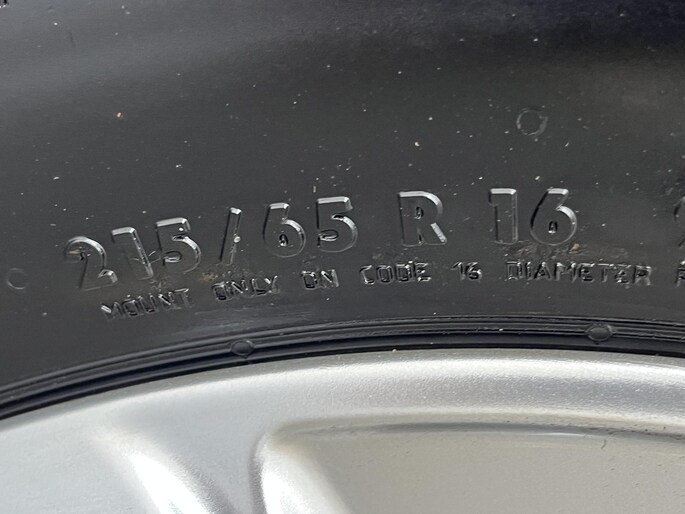 215/65 R 16
MOUNT ONLY ON CODE 16 DIAMETER